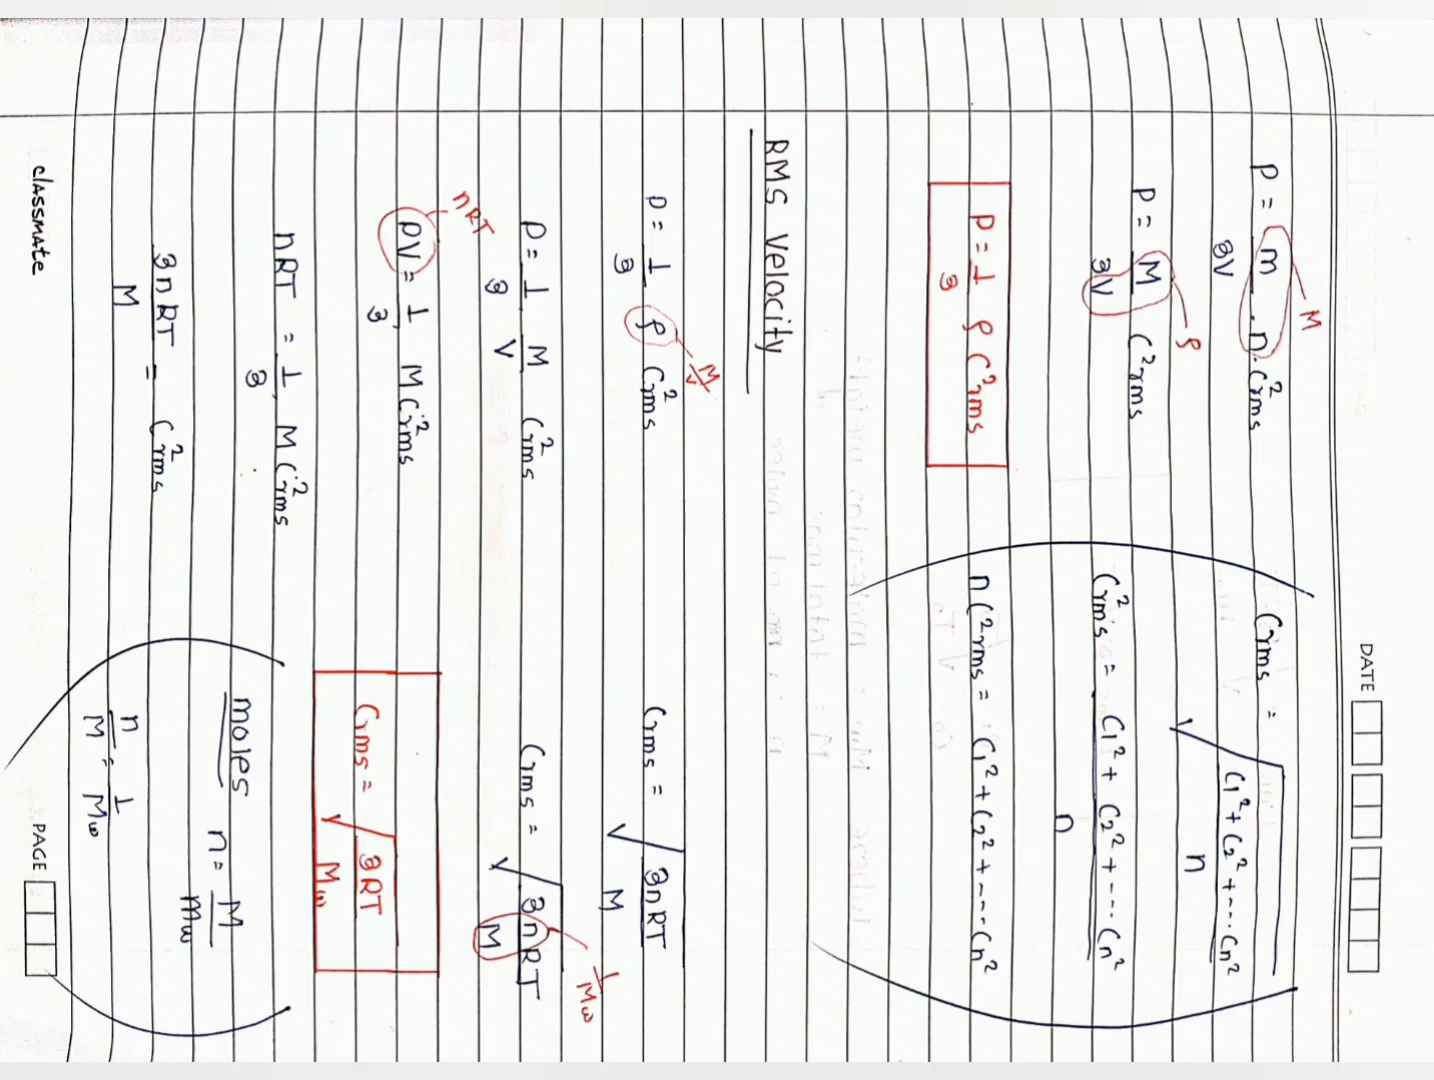 DATE
P = m . n . C²rms
3V
M
Crms = √ C₁² + C₂² + ---- Cn²
n
P = M C²rms
3V
ρ
C²rms = C₁² + C₂² + ---- Cn²
n
P = 1 ρ C²rms
3
n C²rms = C₁² + C₂² + ---- Cn²
RMS Velocity
P = 1 ρ C²rms
3
M
V
Crms = √ 3nRT
M
P = 1 M C²rms
3 V
Crms = √ 3nRT
M
1
Mw
nRT
PV = 1 M C²rms
3
Crms = √ 3RT
Mw
nRT = 1 M C²rms
3
moles
n = M
mw
3nRT = C²rms
M
n = 1
M Mw
classmate
PAGE